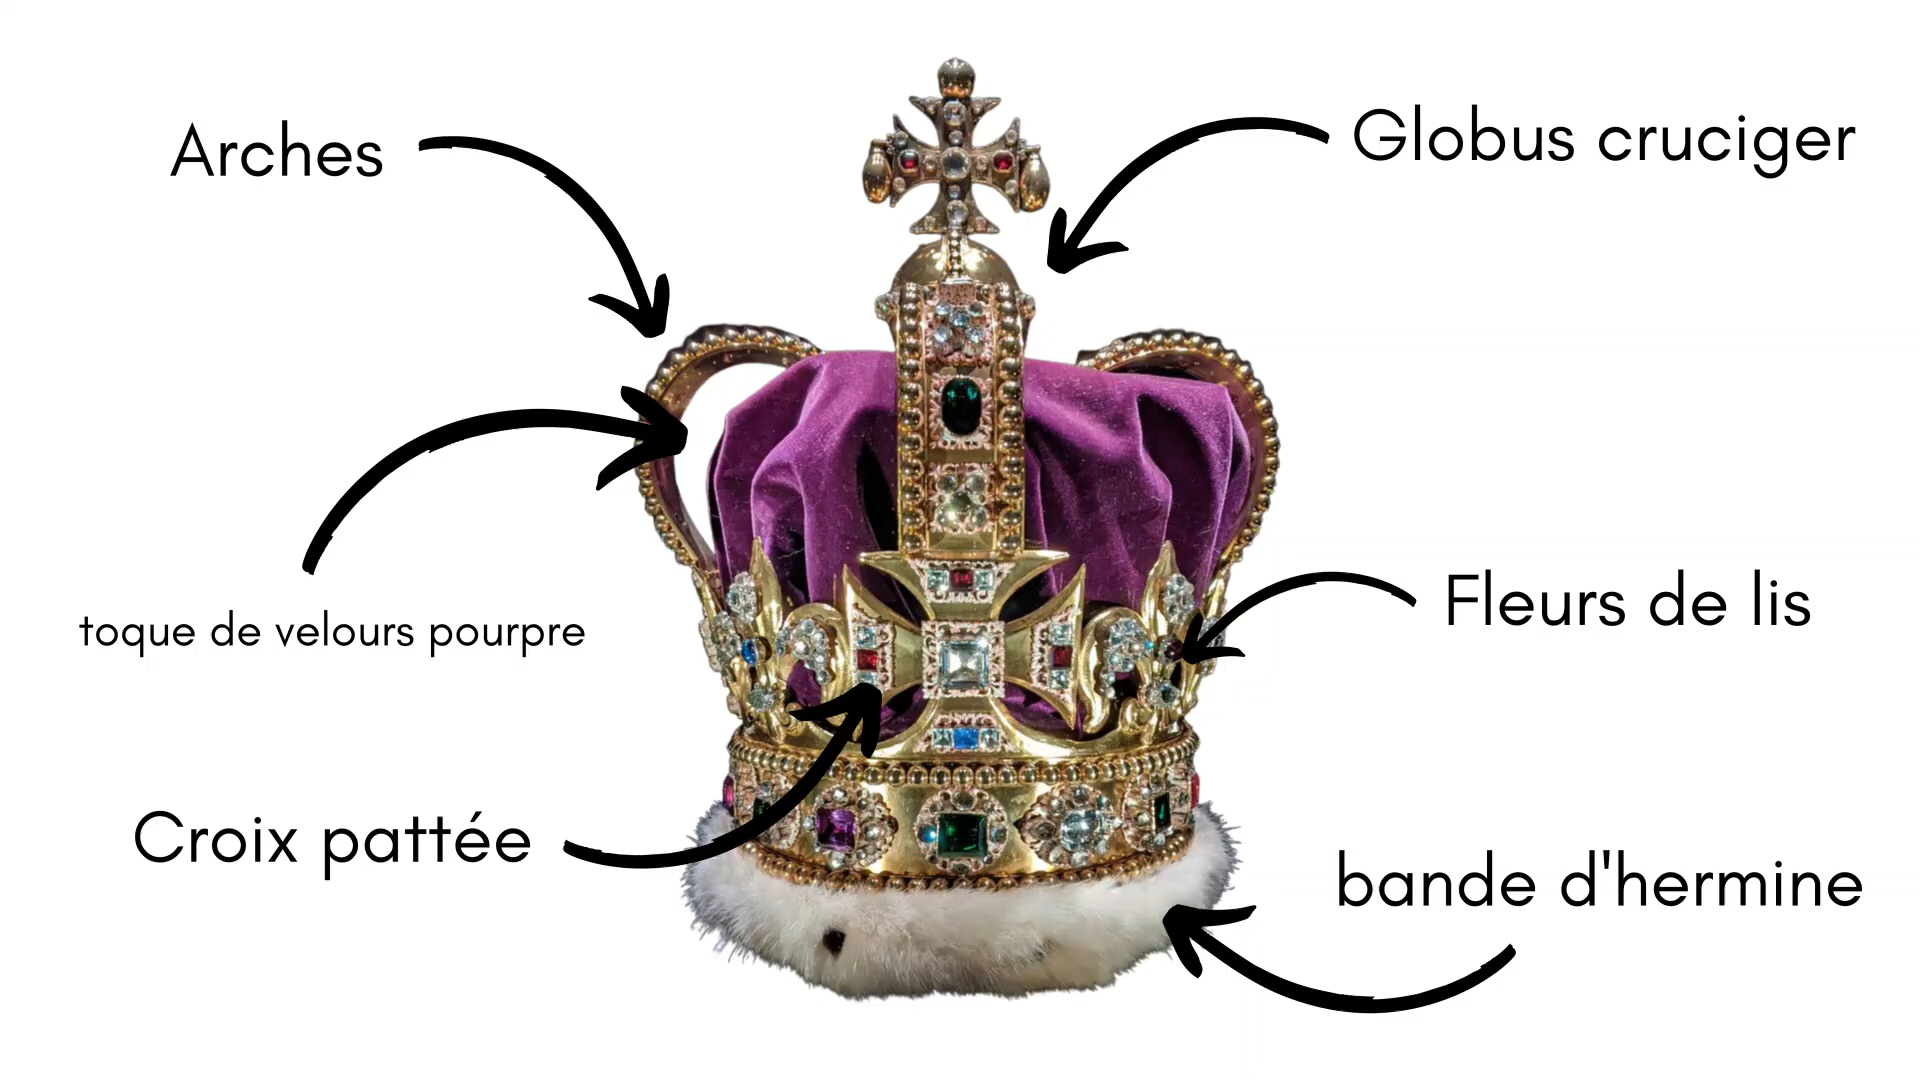 Arches
Globus cruciger
toque de velours pourpre
Fleurs de lis
Croix pattée
bande d'hermine